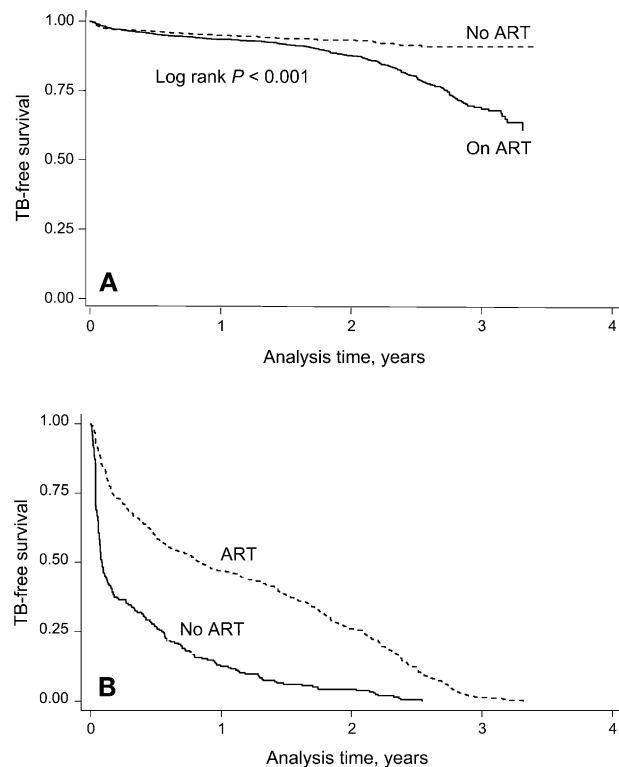 1.00
No ART
0.75
Log rank P < 0.001
On ART
TB-free survival
0.50
0.25
0.00
A
0 1 2 3 4
Analysis time, years
1.00
0.75
TB-free survival
0.50
ART
No ART
0.25
0.00
B
0 1 2 3 4
Analysis time, years